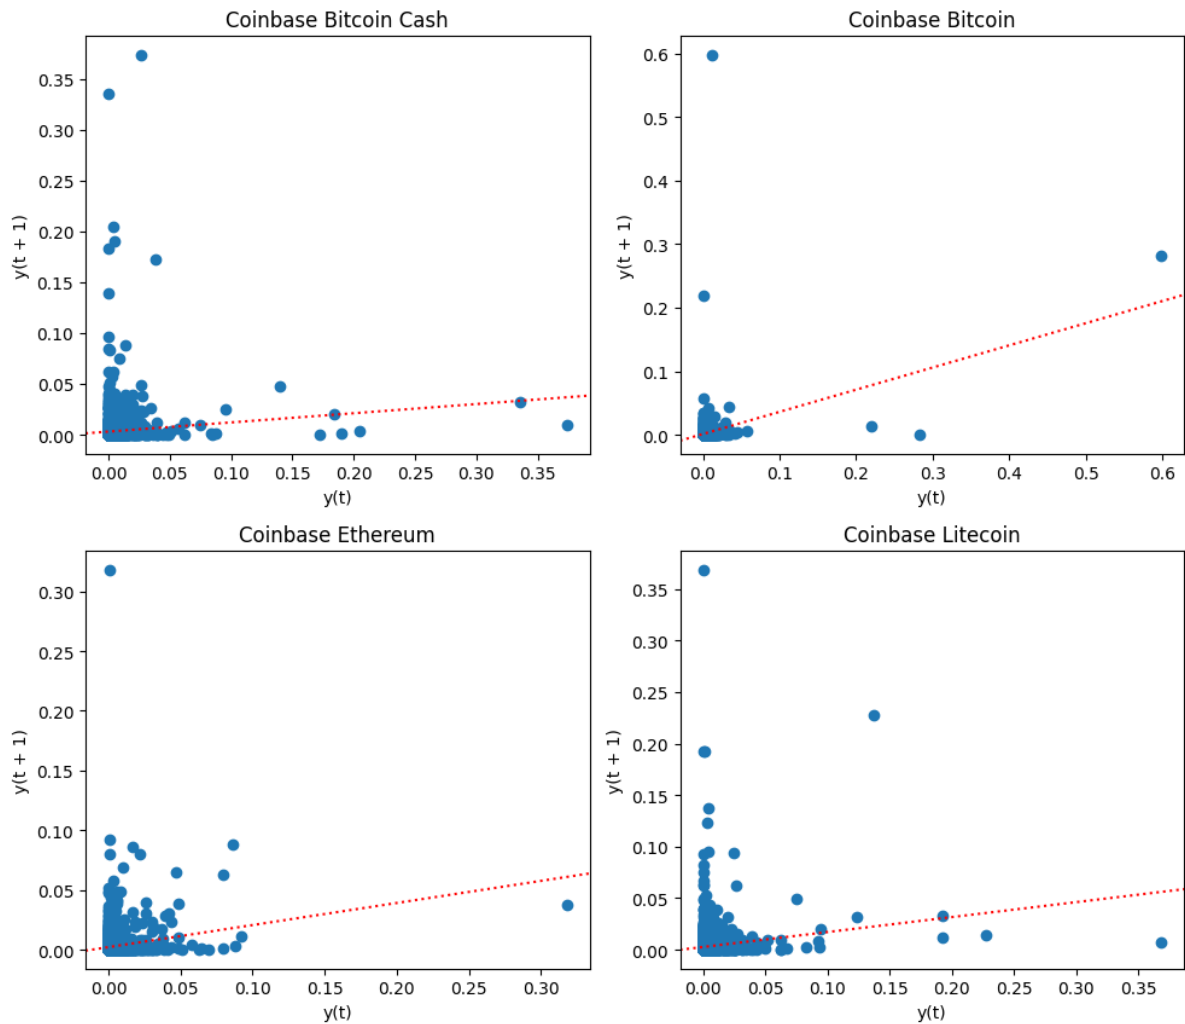 Coinbase Bitcoin Cash
0.35
0.30
0.25
0.20
0.15
0.10
0.05
0.00
y(t + 1)
0.00 0.05 0.10 0.15 0.20 0.25 0.30 0.35
y(t)
Coinbase Bitcoin
0.6
0.5
0.4
0.3
0.2
0.1
0.0
y(t + 1)
0.0 0.1 0.2 0.3 0.4 0.5 0.6
y(t)
Coinbase Ethereum
0.30
0.25
0.20
0.15
0.10
0.05
0.00
y(t + 1)
0.00 0.05 0.10 0.15 0.20 0.25 0.30
y(t)
Coinbase Litecoin
0.35
0.30
0.25
0.20
0.15
0.10
0.05
0.00
y(t + 1)
0.00 0.05 0.10 0.15 0.20 0.25 0.30 0.35
y(t)